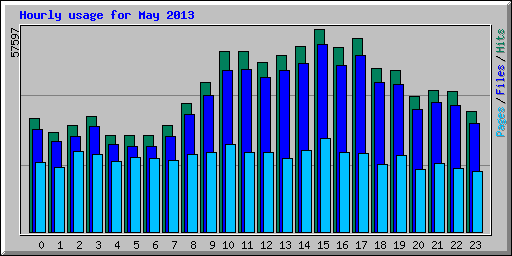 Hourly usage for May 2013
57597
Pages/Files/Hits
0 1 2 3 4 5 6 7 8 9 10 11 12 13 14 15 16 17 18 19 20 21 22 23